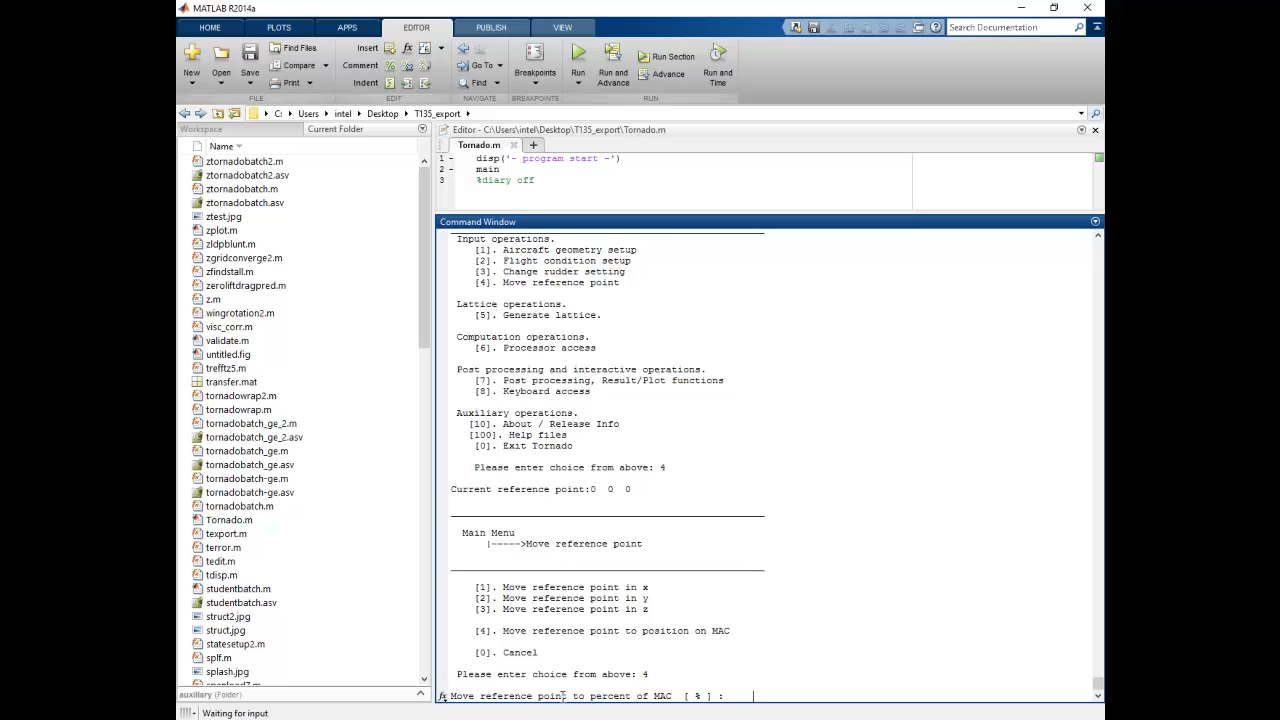 MATLAB R2014a
HOME PLOTS APPS EDITOR PUBLISH VIEW Search Documentation
Find Files Insert fx
New Open Save Compare Comment Go To Breakpoints Run Run and Advance Run Section Advance Run and Time
Print Indent Find
FILE EDIT NAVIGATE BREAKPOINTS RUN
C: Users intel Desktop T135_export
Workspace Current Folder
Name
ztornadobatch2.m
ztornadobatch2.asv
ztornadobatch.m
ztornadobatch.asv
ztest.jpg
zplot.m
zldpblunt.m
zgridconverge2.m
zfindstall.m
zeroliftdragpred.m
z.m
wingrotation2.m
visc_corr.m
validate.m
untitled.fig
trefftz5.m
transfer.mat
tornadowrap2.m
tornadowrap.m
tornadobatch_ge_2.m
tornadobatch_ge_2.asv
tornadobatch_ge.m
tornadobatch_ge.asv
tornadobatch-ge.m
tornadobatch-ge.asv
tornadobatch.m
Tornado.m
texport.m
terror.m
tedit.m
tdisp.m
studentbatch.m
studentbatch.asv
struct2.jpg
struct.jpg
statesetup2.m
splf.m
splash.jpg
auxiliary (Folder)
Waiting for input
Editor - C:\Users\intel\Desktop\T135_export\Tornado.m
Tornado.m
1 - disp('- program start -')
2 - main
3 %diary off
Command Window
Input operations.
[1]. Aircraft geometry setup
[2]. Flight condition setup
[3]. Change rudder setting
[4]. Move reference point
Lattice operations.
[5]. Generate lattice.
Computation operations.
[6]. Processor access
Post processing and interactive operations.
[7]. Post processing, Result/Plot functions
[8]. Keyboard access
Auxiliary operations.
[10]. About / Release Info
[100]. Help files
[0]. Exit Tornado
Please enter choice from above: 4
Current reference point:0 0 0
Main Menu
|----->Move reference point
[1]. Move reference point in x
[2]. Move reference point in y
[3]. Move reference point in z
[4]. Move reference point to position on MAC
[0]. Cancel
Please enter choice from above: 4
fx Move reference point to percent of MAC [ % ] :